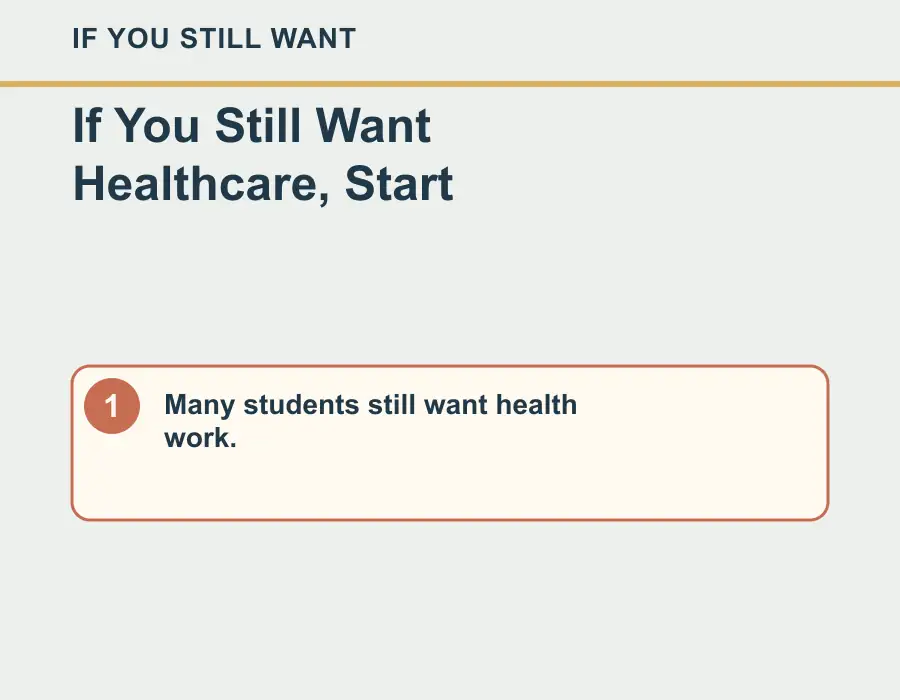 IF YOU STILL WANT
If You Still Want
Healthcare, Start
1
Many students still want health
work.